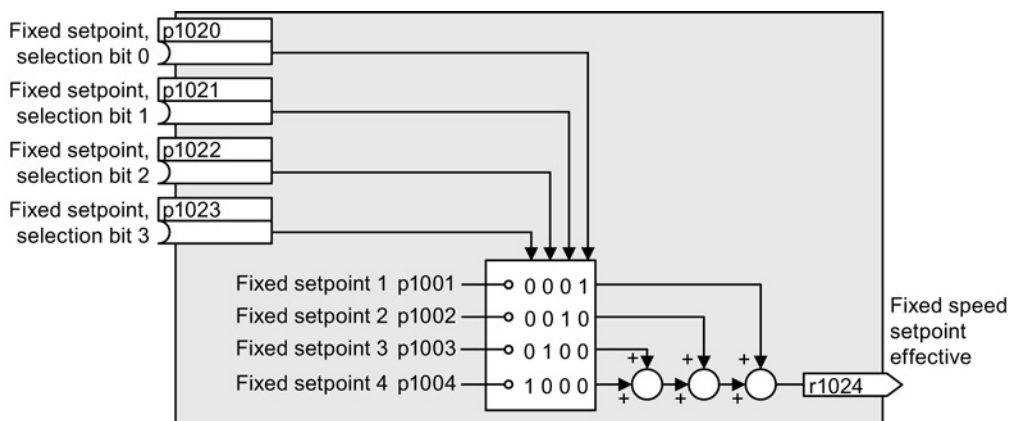 Fixed setpoint,
selection bit 0
p1020
Fixed setpoint,
selection bit 1
p1021
Fixed setpoint,
selection bit 2
p1022
Fixed setpoint,
selection bit 3
p1023
Fixed setpoint 1 p1001 0 0 0 1
Fixed setpoint 2 p1002 0 0 1 0
Fixed setpoint 3 p1003 0 1 0 0
Fixed setpoint 4 p1004 1 0 0 0
+ + +
+ + +
Fixed speed
setpoint
effective
r1024